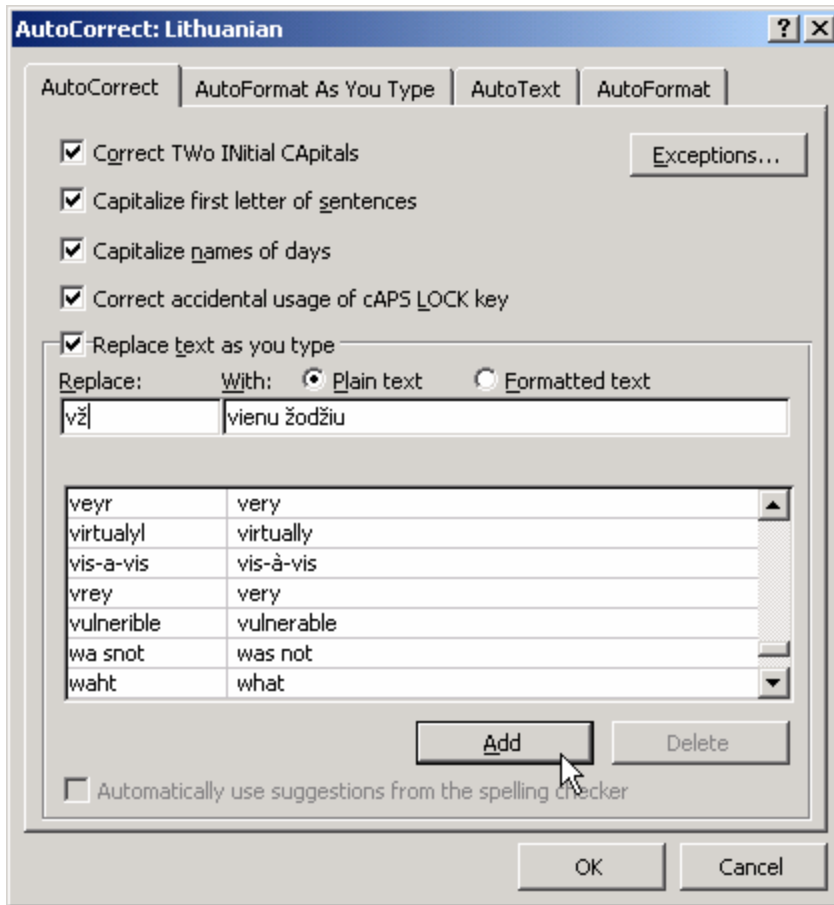 AutoCorrect: Lithuanian
AutoCorrect AutoFormat As You Type AutoText AutoFormat
Correct TWo INitial CApitals Exceptions...
Capitalize first letter of sentences
Capitalize names of days
Correct accidental usage of cAPS LOCK key
Replace text as you type
Replace: With: Plain text Formatted text
vž vienu žodžiu
veyr very
virtualyl virtually
vis-a-vis vis-à-vis
vrey very
vulnerible vulnerable
wa snot was not
waht what
Add Delete
Automatically use suggestions from the spelling checker
OK Cancel